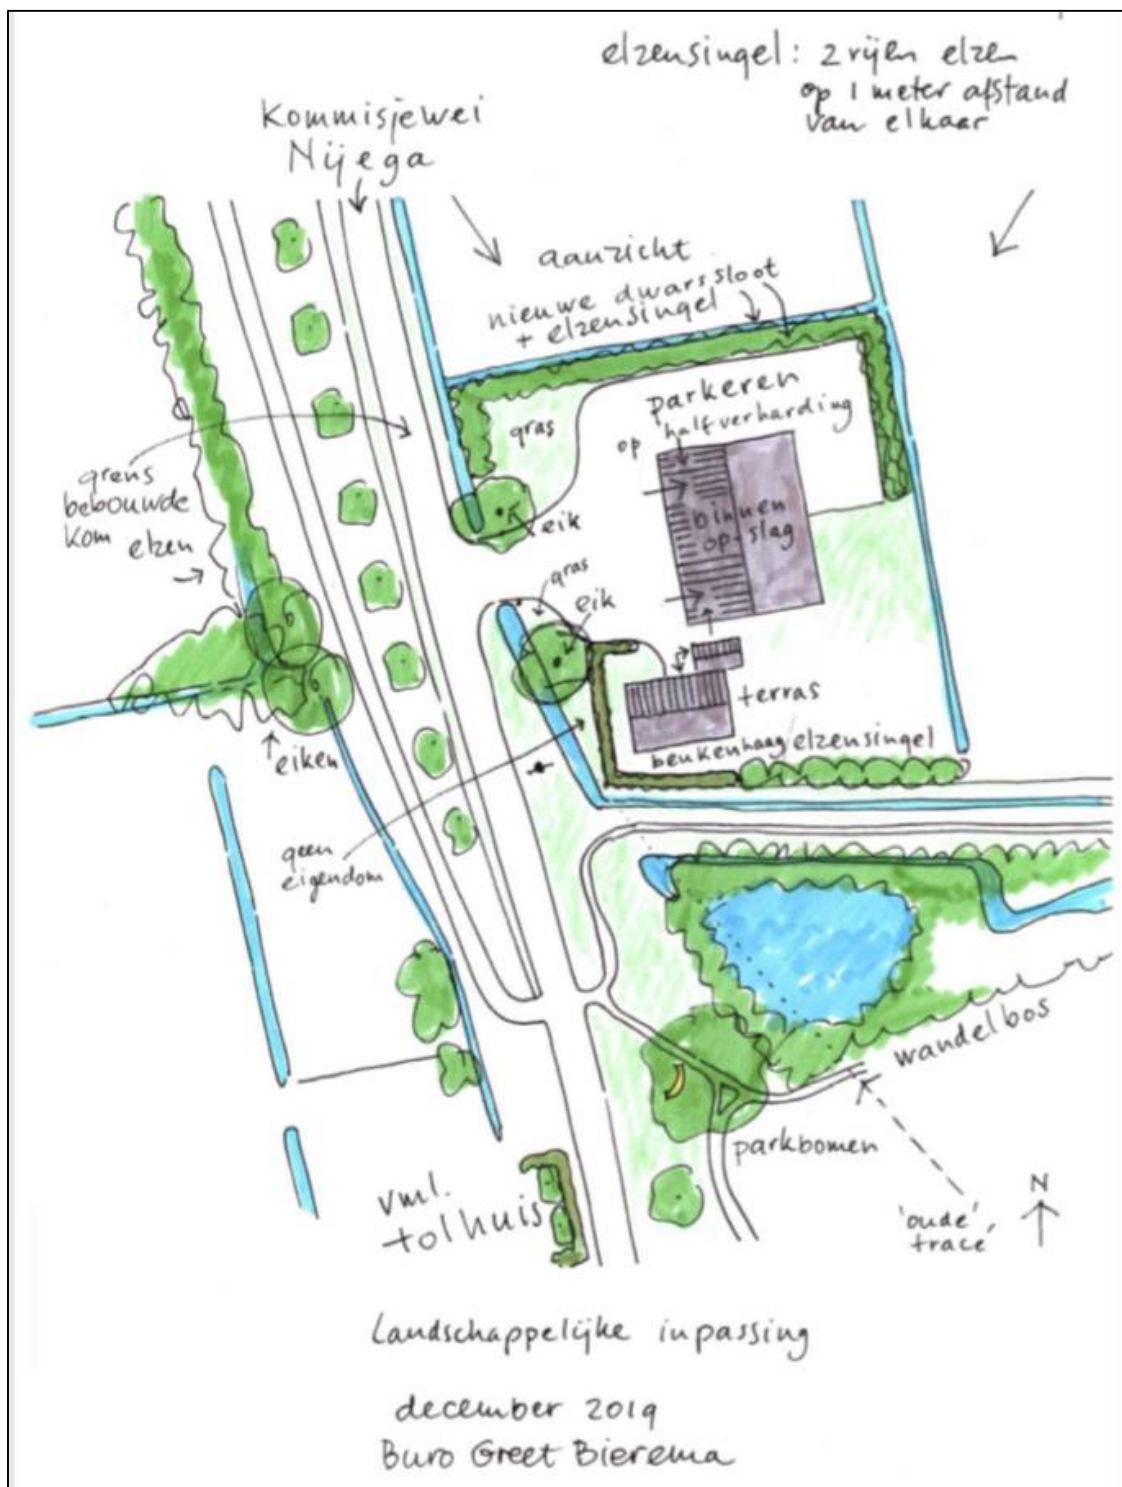 elzensingel: 2 rijen elzen
op 1 meter afstand
van elkaar
Kommisjewei
Nijega
aanzicht
nieuwe dwarssloot
+ elzensingel
parkeren
op halfverharding
gras
grens
bebouwde
kom
elzen
eik
binnen
opslag
gras
eik
terras
eiken
beukenhaag
elzensingel
geen
eigendom
wandelbos
parkbomen
vml.
tolhuis
'oude'
trace'
N
Landschappelijke inpassing
december 2019
Buro Greet Bierema